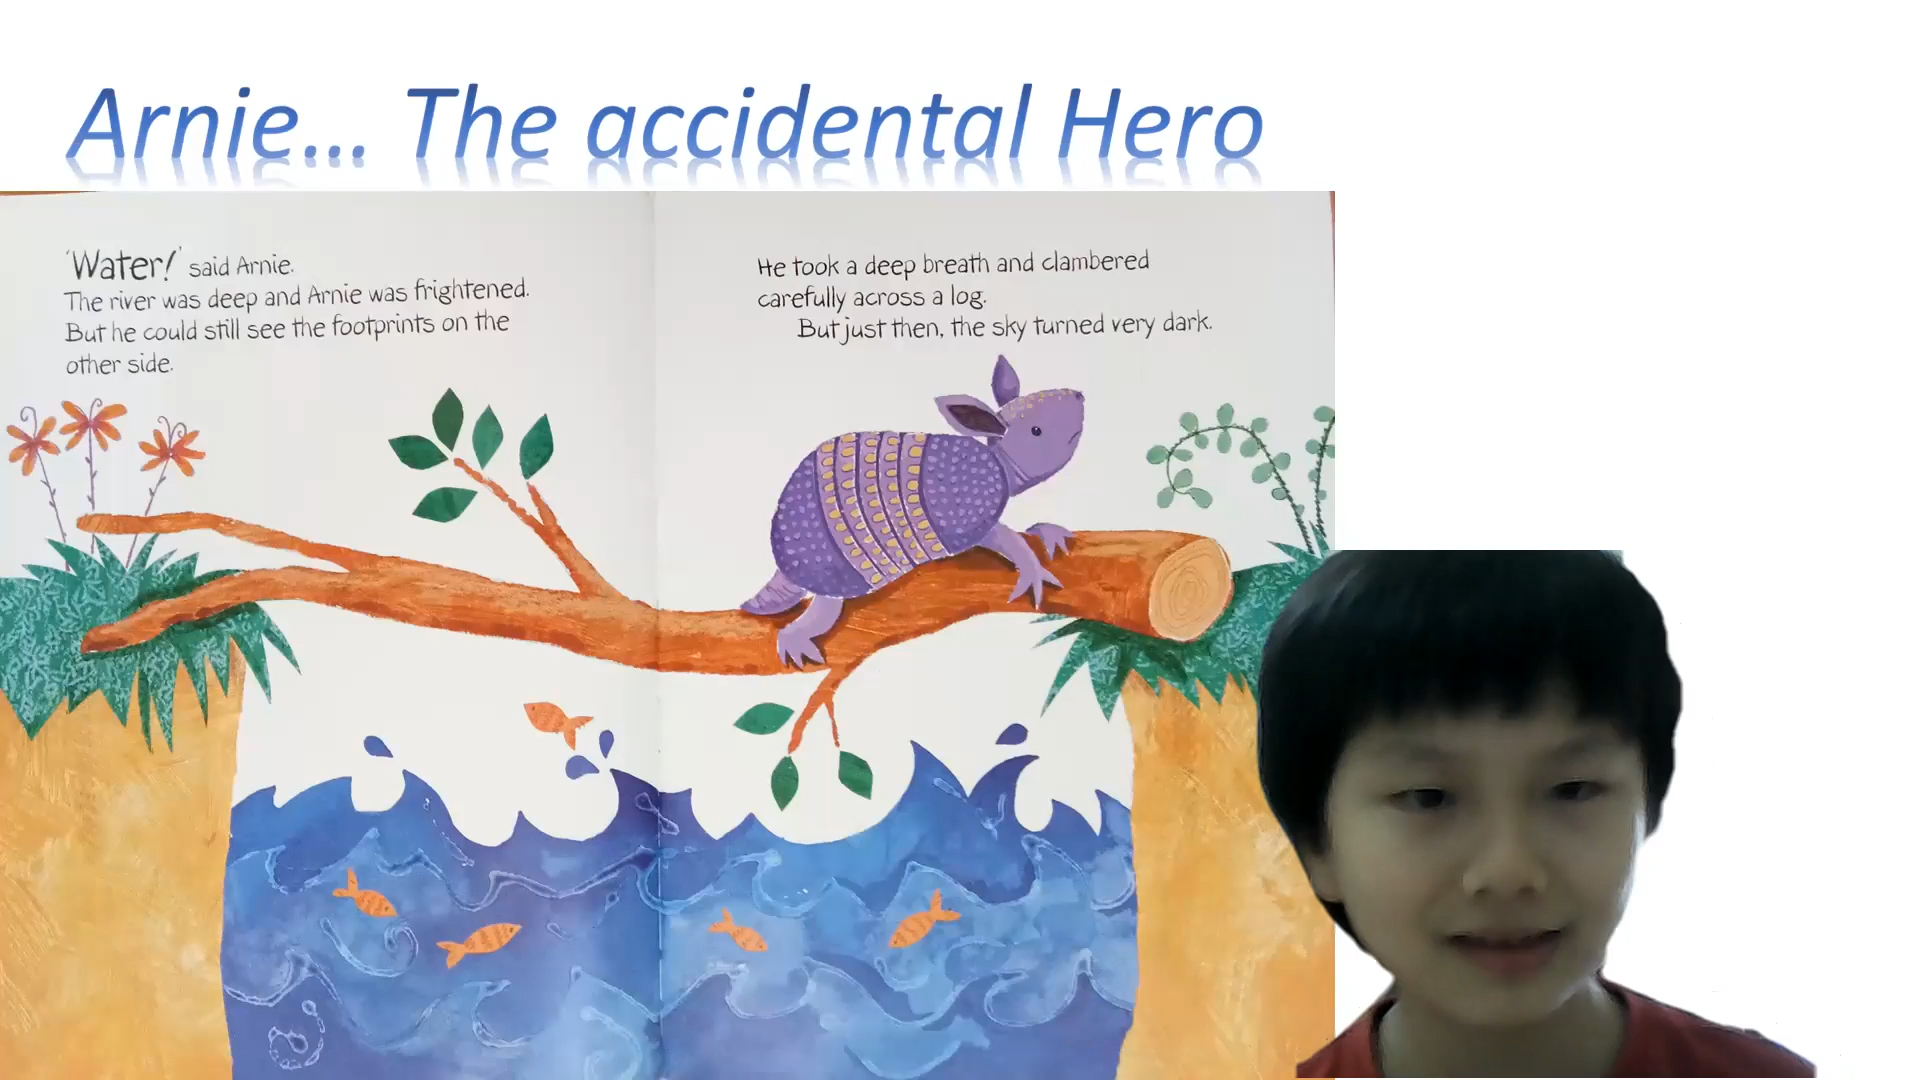 Arnie... The accidental Hero
'Water!' said Arnie.
The river was deep and Arnie was frightened.
But he could still see the footprints on the
other side.
He took a deep breath and clambered
carefully across a log.
But just then, the sky turned very dark.